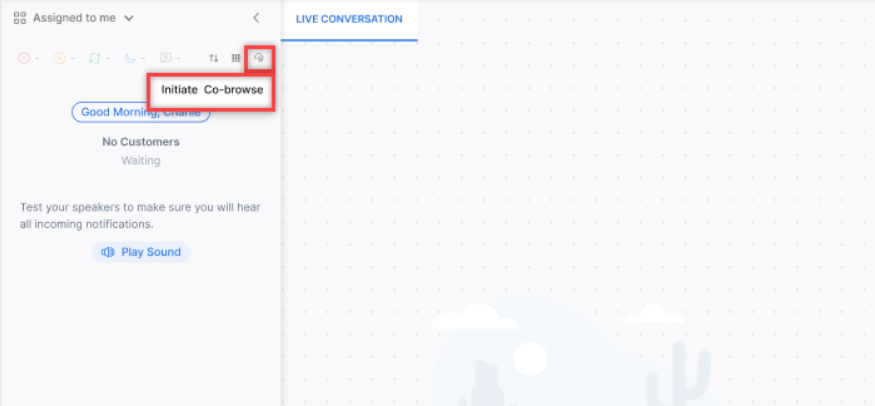 Assigned to me
LIVE CONVERSATION
Initiate Co-browse
Good Morning, Charlie
No Customers
Waiting
Test your speakers to make sure you will hear
all incoming notifications.
Play Sound